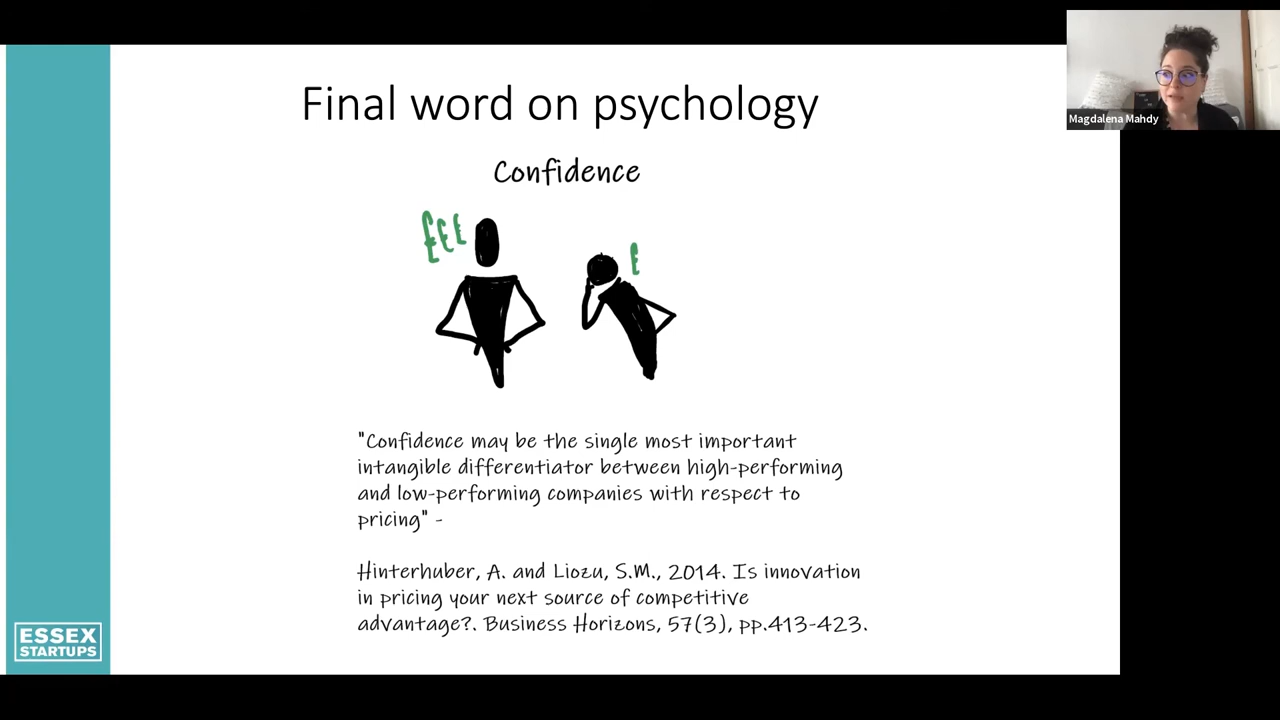 Final word on psychology
Confidence
£££
£
"Confidence may be the single most important
intangible differentiator between high-performing
and low-performing companies with respect to
pricing" -
Hinterhuber, A. and Liozu, S.M., 2014. Is innovation
in pricing your next source of competitive
advantage?. Business Horizons, 57(3), pp.413-423.
ESSEX
STARTUPS
Magdalena Mahdy